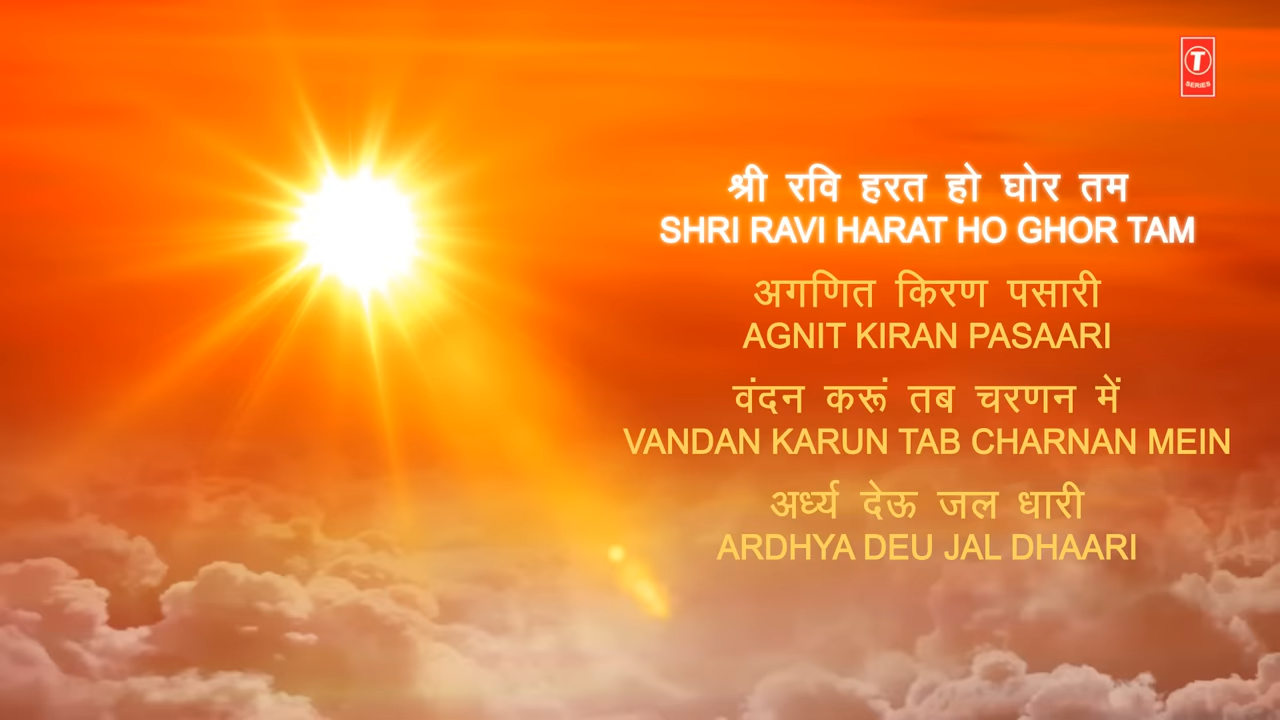 T
SERIES
श्री रवि हरत हो घोर तम
SHRI RAVI HARAT HO GHOR TAM
अगणित किरण पसारी
AGNIT KIRAN PASAARI
वंदन करूं तब चरणन में
VANDAN KARUN TAB CHARNAN MEIN
अर्ध्य देऊ जल धारी
ARDHYA DEU JAL DHAARI